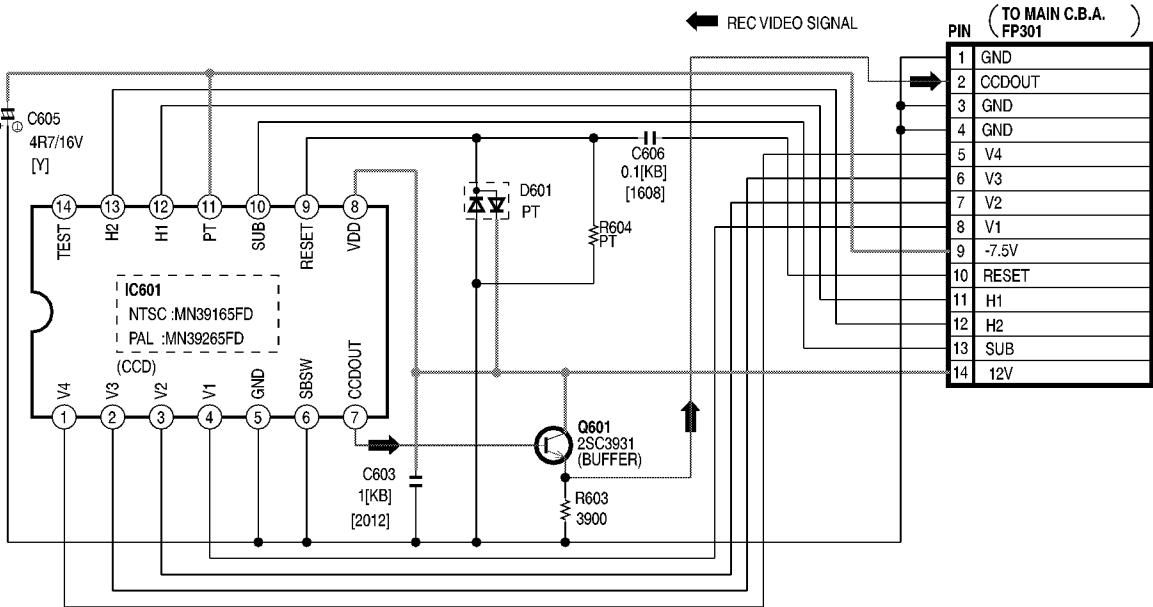 REC VIDEO SIGNAL
(TO MAIN C.B.A.
FP301)
PIN
1 GND
2 CCDOUT
3 GND
4 GND
5 V4
6 V3
7 V2
8 V1
9 -7.5V
10 RESET
11 H1
12 H2
13 SUB
14 12V
+ C605
4R7/16V
[Y]
C606
0.1[KB]
[1608]
D601
PT
R604
PT
14 13 12 11 10 9 8
TEST H2 H1 PT SUB RESET VDD
IC601
NTSC :MN39165FD
PAL :MN39265FD
(CCD)
V4 V3 V2 V1 GND SBSW CCDOUT
1 2 3 4 5 6 7
Q601
2SC3931
(BUFFER)
C603
1[KB]
[2012]
R603
3900